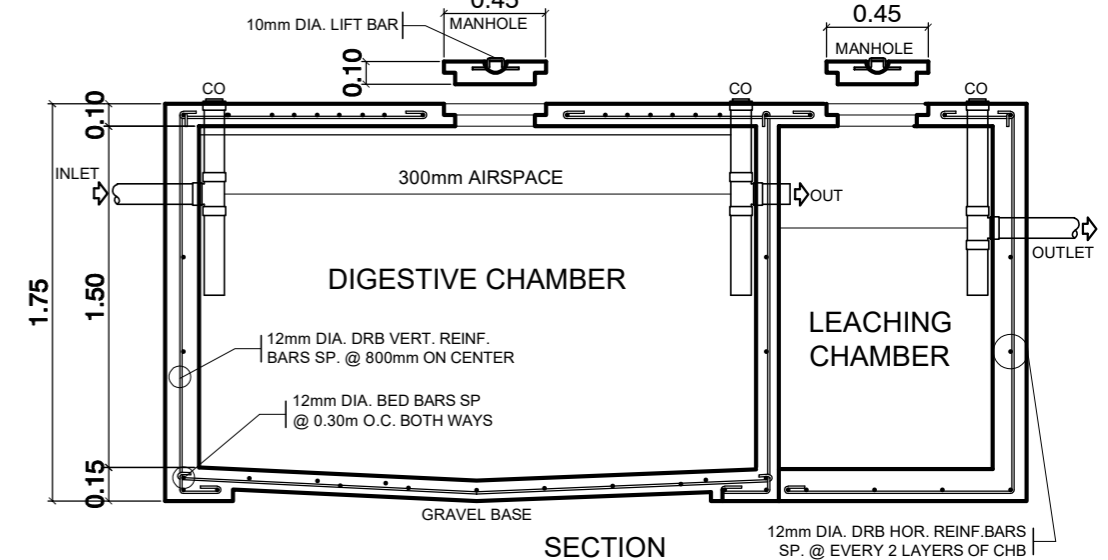 0.45
10mm DIA. LIFT BAR
MANHOLE
0.45
MANHOLE
0.10
CO
CO
CO
0.10
INLET
300mm AIRSPACE
OUT
OUTLET
1.75
1.50
DIGESTIVE CHAMBER
LEACHING
CHAMBER
12mm DIA. DRB VERT. REINF.
BARS SP. @ 800mm ON CENTER
12mm DIA. BED BARS SP
@ 0.30m O.C. BOTH WAYS
0.15
GRAVEL BASE
SECTION
12mm DIA. DRB HOR. REINF.BARS
SP. @ EVERY 2 LAYERS OF CHB